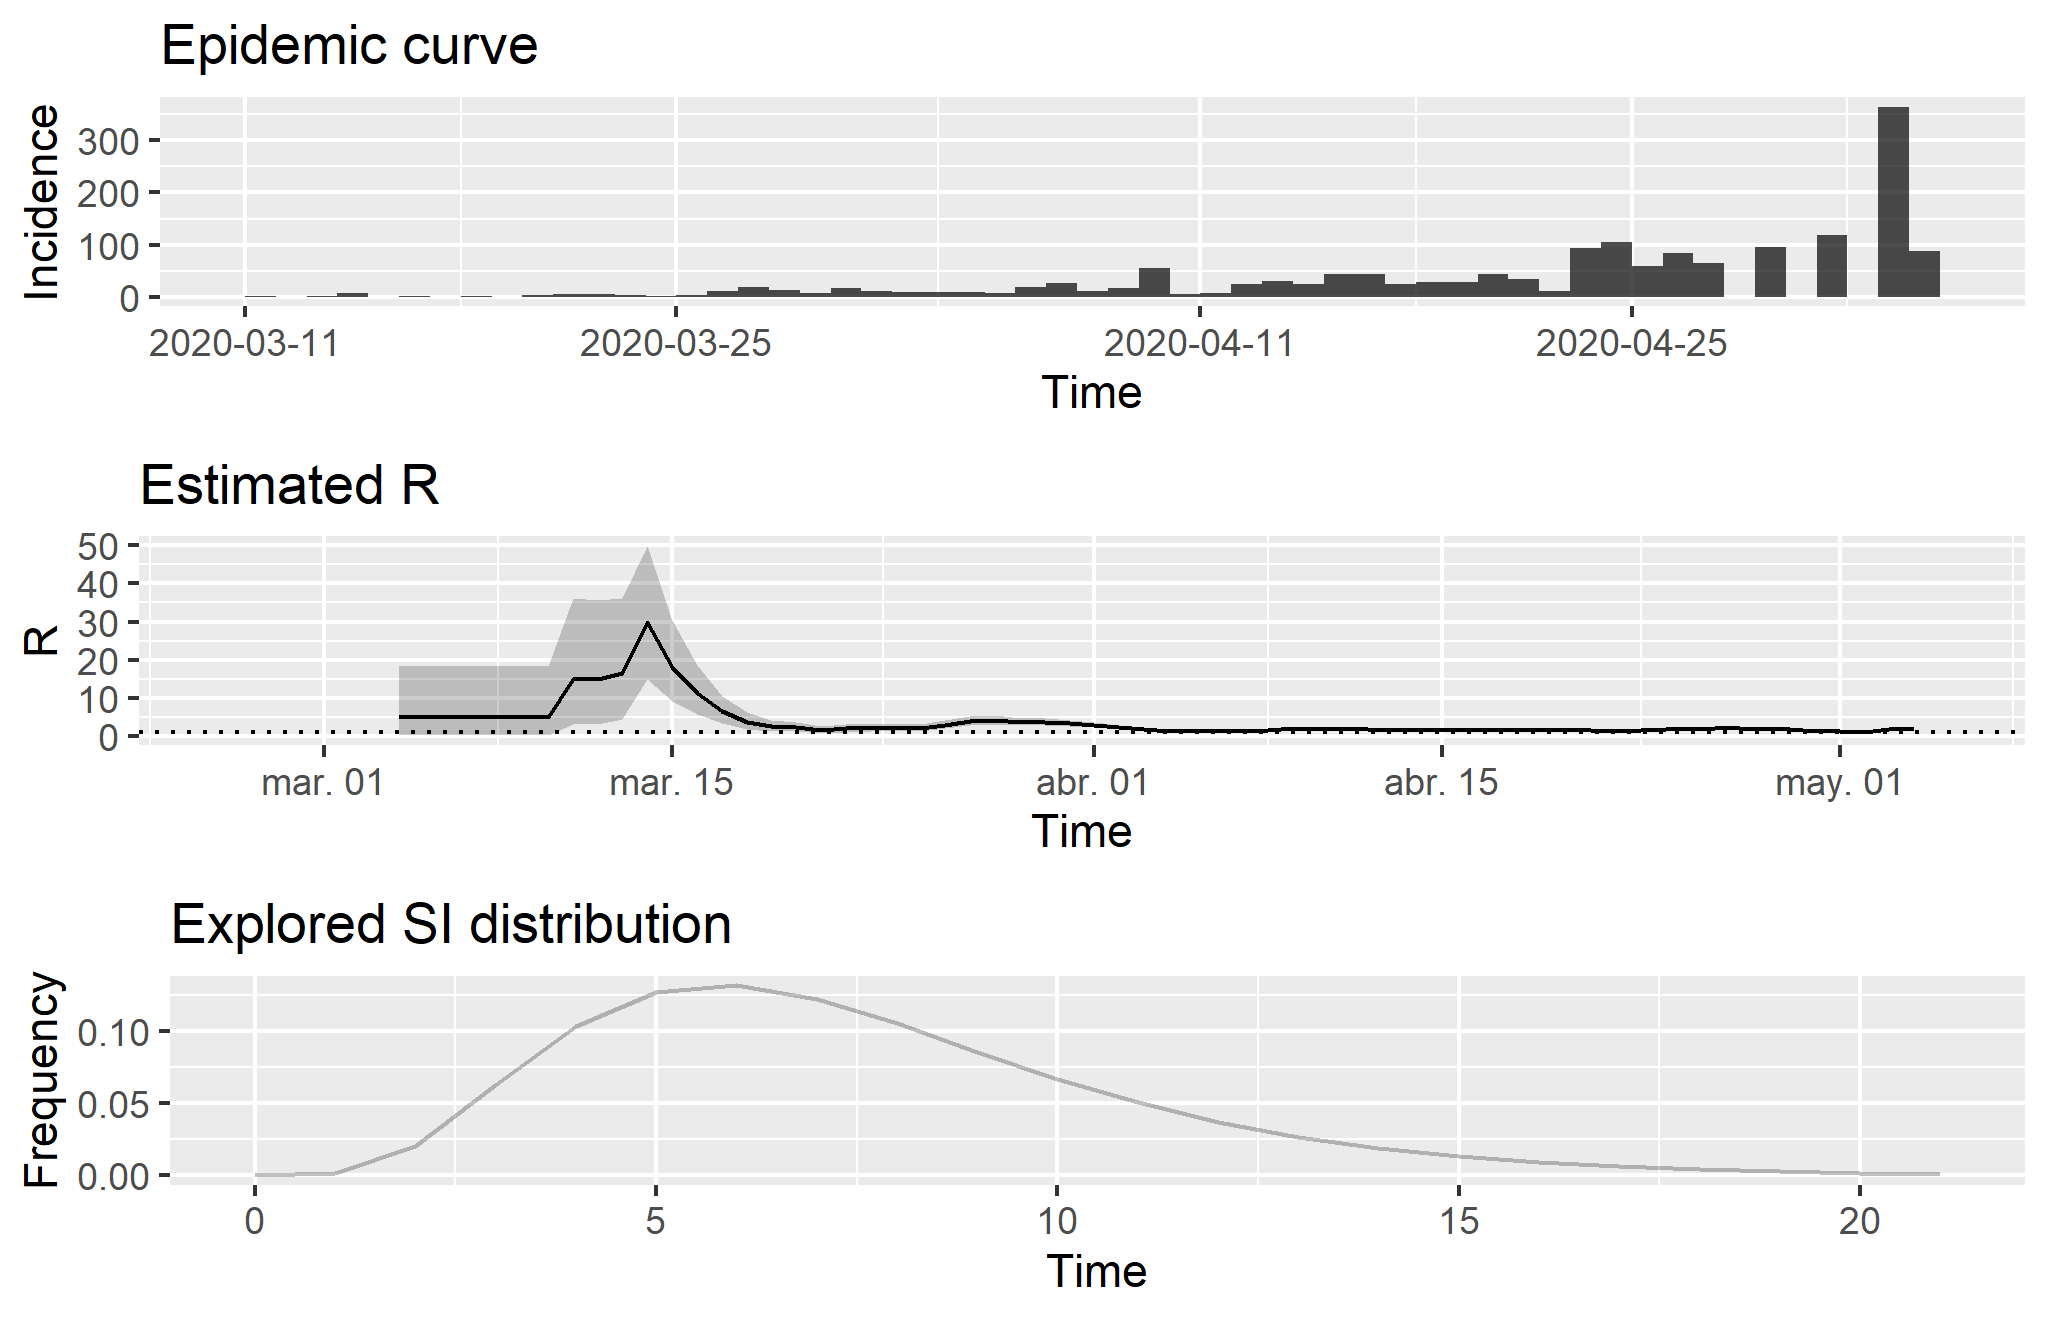 Epidemic curve
Incidence
300
200
100
0
2020-03-11 2020-03-25 2020-04-11 2020-04-25
Time
Estimated R
R
50
40
30
20
10
0
mar. 01 mar. 15 abr. 01 abr. 15 may. 01
Time
Explored SI distribution
Frequency
0.10
0.05
0.00
0 5 10 15 20
Time